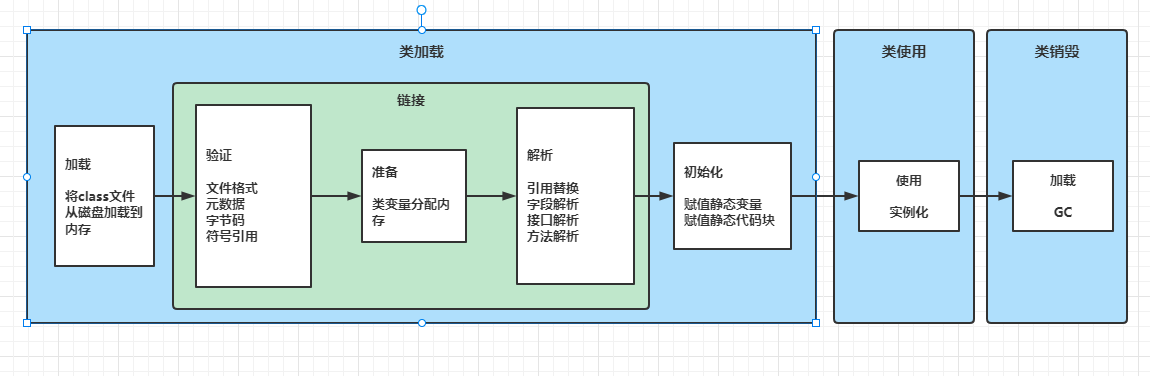 类加载
链接
加载
将class文件
从磁盘加载到
内存
验证
文件格式
元数据
字节码
符号引用
准备
类变量分配内
存
解析
引用替换
字段解析
接口解析
方法解析
初始化
赋值静态变量
赋值静态代码块
类使用
使用
实例化
类销毁
加载
GC